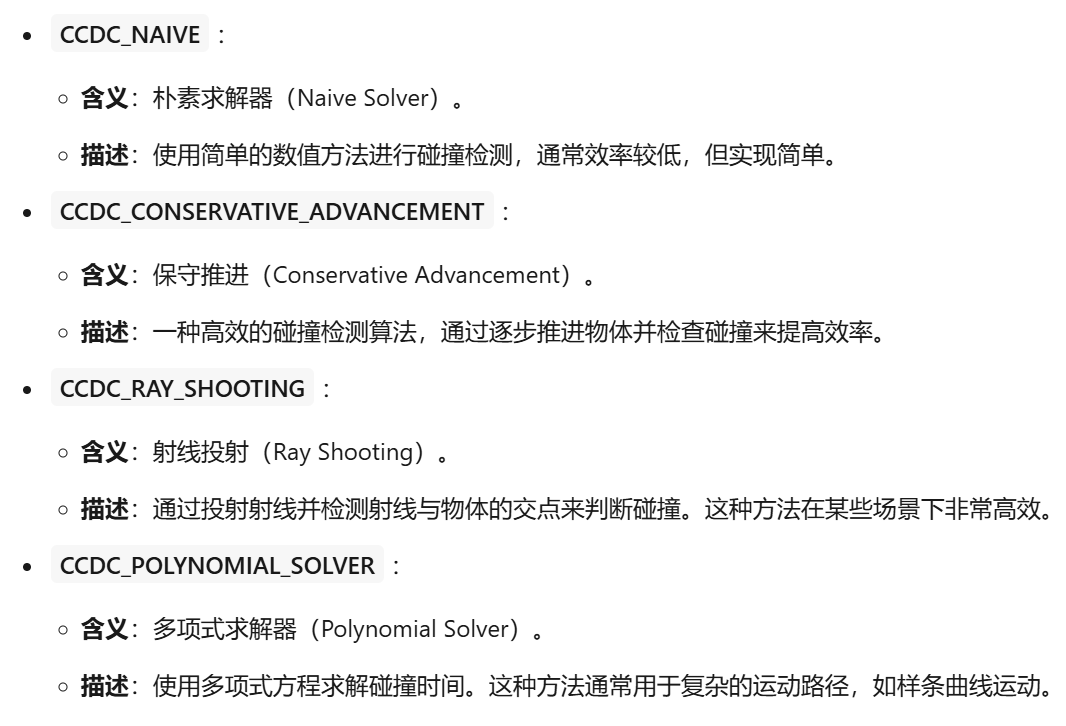 CCDC_NAIVE：
含义：朴素求解器（Naive Solver）。
描述：使用简单的数值方法进行碰撞检测，通常效率较低，但实现简单。
CCDC_CONSERVATIVE_ADVANCEMENT：
含义：保守推进（Conservative Advancement）。
描述：一种高效的碰撞检测算法，通过逐步推进物体并检查碰撞来提高效率。
CCDC_RAY_SHOOTING：
含义：射线投射（Ray Shooting）。
描述：通过投射射线并检测射线与物体的交点来判断碰撞。这种方法在某些场景下非常高效。
CCDC_POLYNOMIAL_SOLVER：
含义：多项式求解器（Polynomial Solver）。
描述：使用多项式方程求解碰撞时间。这种方法通常用于复杂的运动路径，如样条曲线运动。